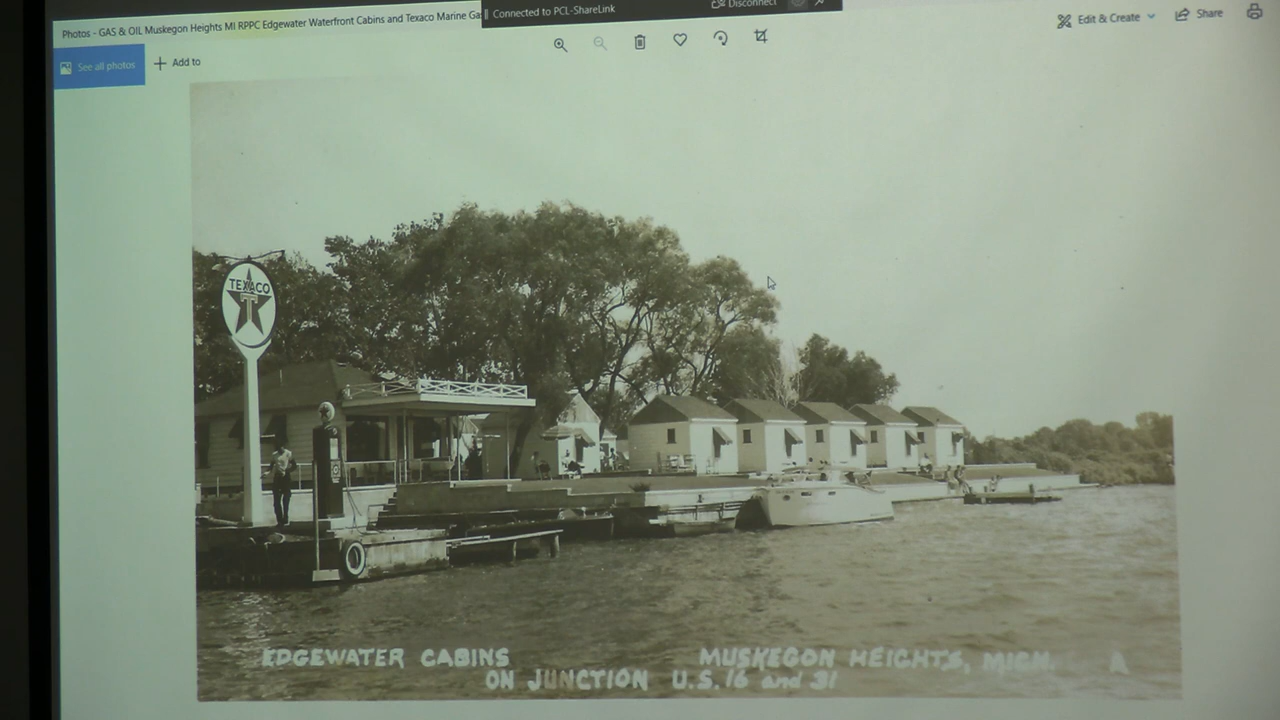 Connected to PCL-ShareLink
Disconnect
Photos - GAS & OIL Muskegon Heights MI RPPC Edgewater Waterfront Cabins and Texaco Marine Gas
See all photos
Add to
Edit & Create
Share
TEXACO
T
EDGEWATER CABINS MUSKEGON HEIGHTS, MICH. A
ON JUNCTION U.S. 16 and 31